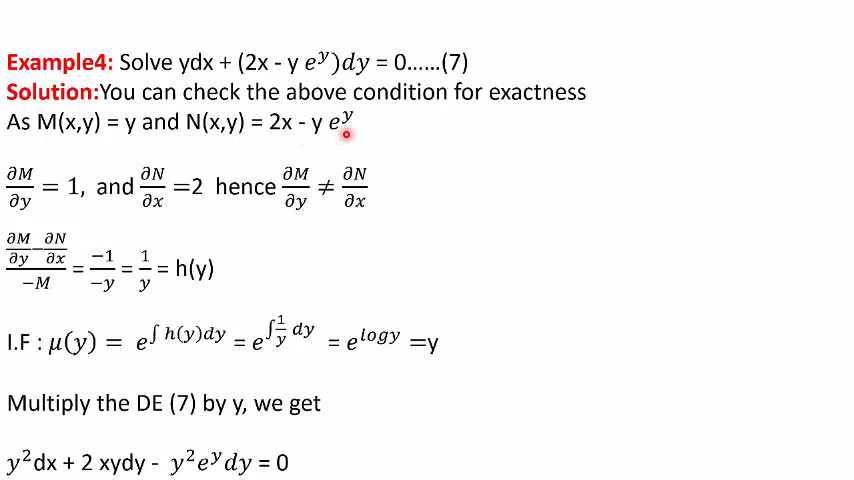 Example4: Solve ydx + (2x - y e^y)dy = 0......(7)
Solution:You can check the above condition for exactness
As M(x,y) = y and N(x,y) = 2x - y e^y
∂M/∂y = 1, and ∂N/∂x =2 hence ∂M/∂y ≠ ∂N/∂x
(∂M/∂y − ∂N/∂x)/−M = −1/−y = 1/y = h(y)
I.F : μ(y) = e^{∫ h(y)dy} = e^{∫ 1/y dy} = e^{logy} =y
Multiply the DE (7) by y, we get
y²dx + 2 xydy - y²e^y dy = 0